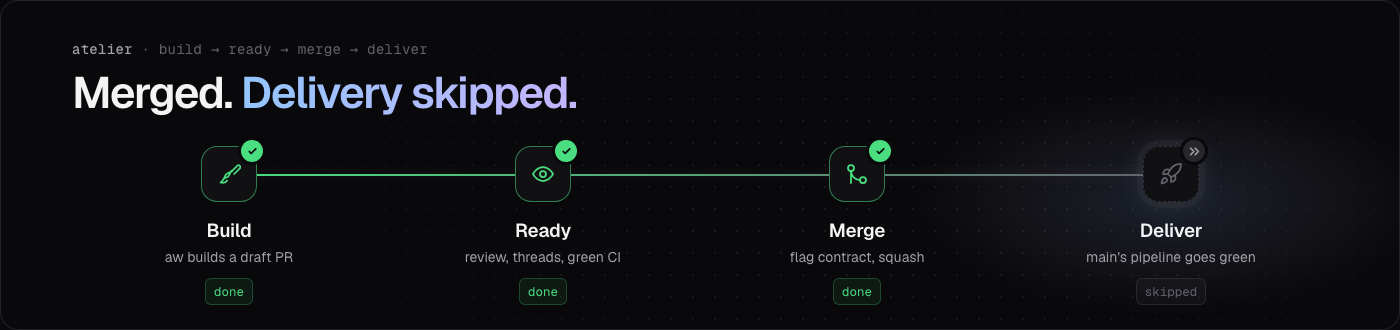 atelier · build → ready → merge → deliver
Merged. Delivery skipped.
Build
aw builds a draft PR
done
Ready
review, threads, green CI
done
Merge
flag contract, squash
done
Deliver
main's pipeline goes green
skipped